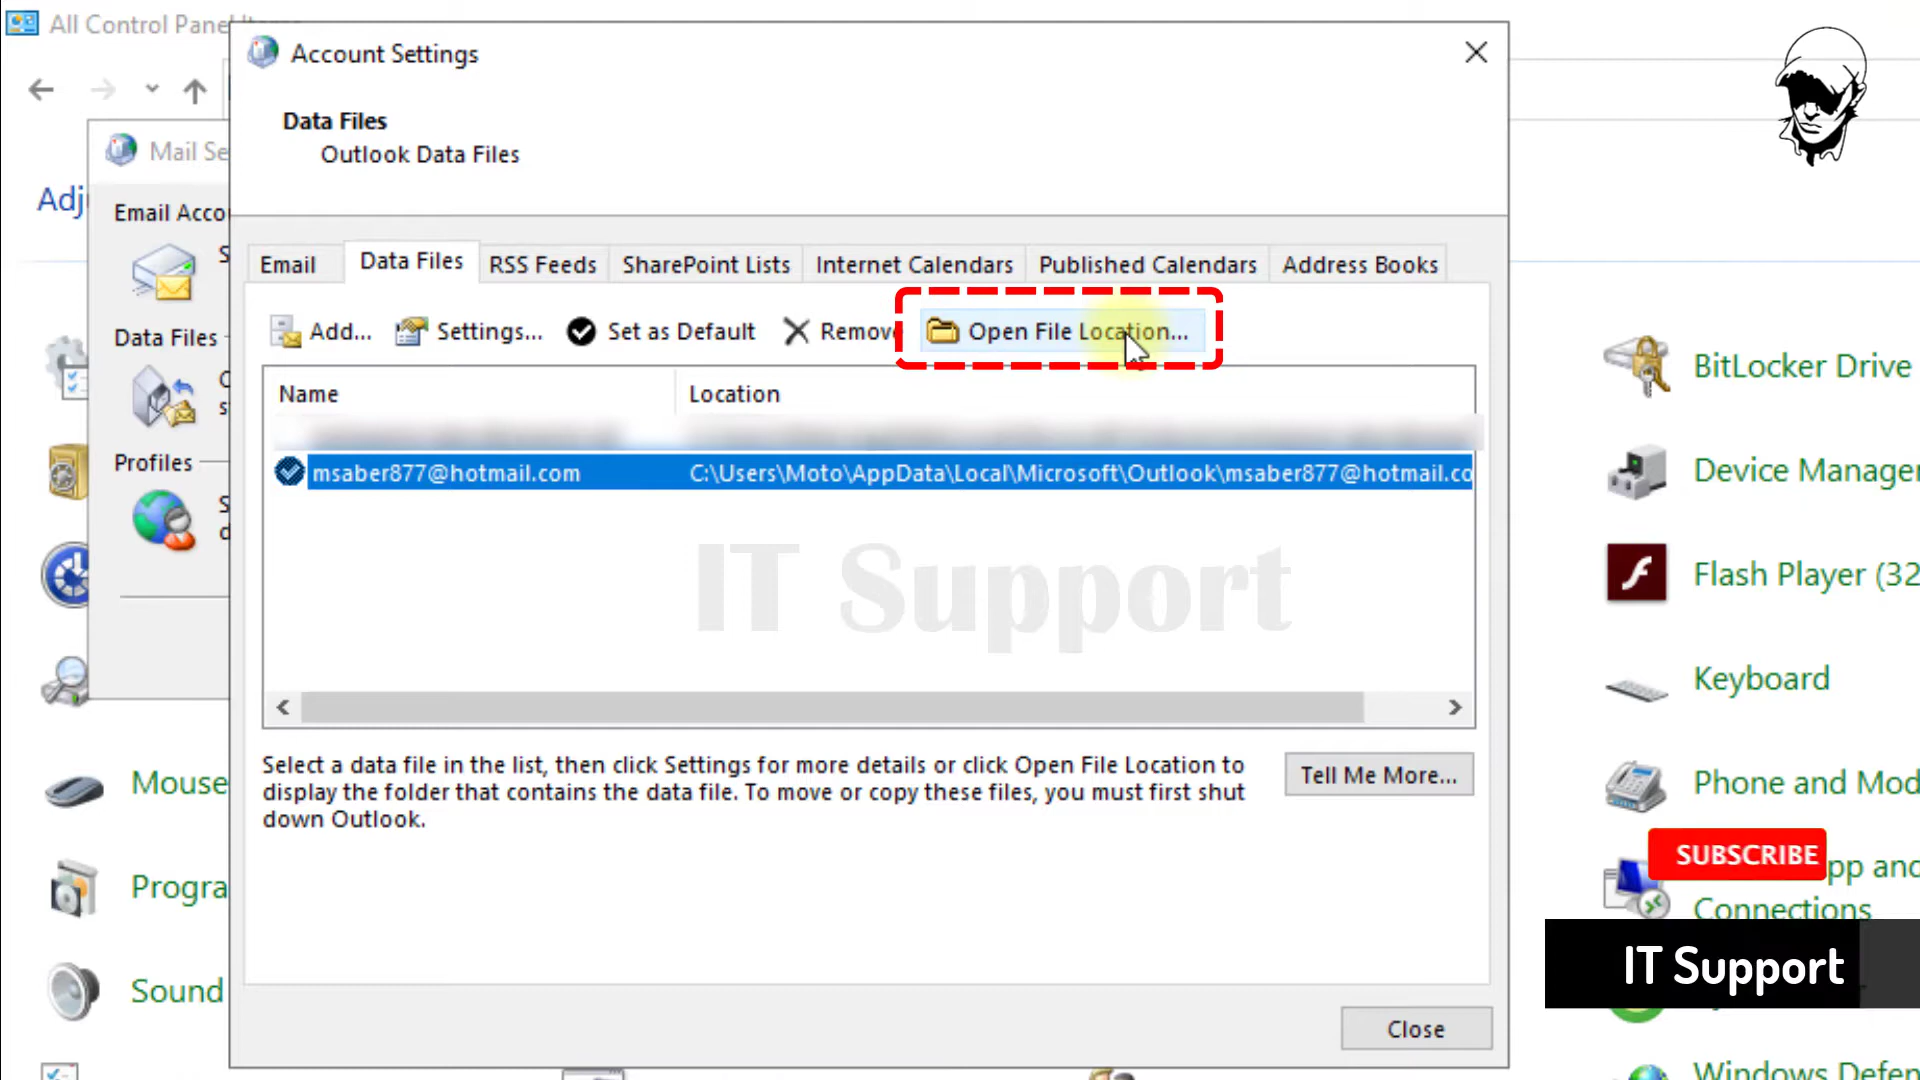 All Control Panel Items
Account Settings
Data Files
Outlook Data Files
Mail Se
Adj
Email Acco
S
Email
Data Files
RSS Feeds
SharePoint Lists
Internet Calendars
Published Calendars
Address Books
Add...
Settings...
Set as Default
Remove
Open File Location...
Data Files
Name
Location
msaber877@hotmail.com
C:\Users\Moto\AppData\Local\Microsoft\Outlook\msaber877@hotmail.co
Profiles
S
d
IT Support
Select a data file in the list, then click Settings for more details or click Open File Location to
display the folder that contains the data file. To move or copy these files, you must first shut
down Outlook.
Tell Me More...
Close
Mouse
Progra
Sound
BitLocker Drive
Device Manager
Flash Player (32
Keyboard
Phone and Mod
SUBSCRIBE
pp and
Connections
IT Support
Windows Defen